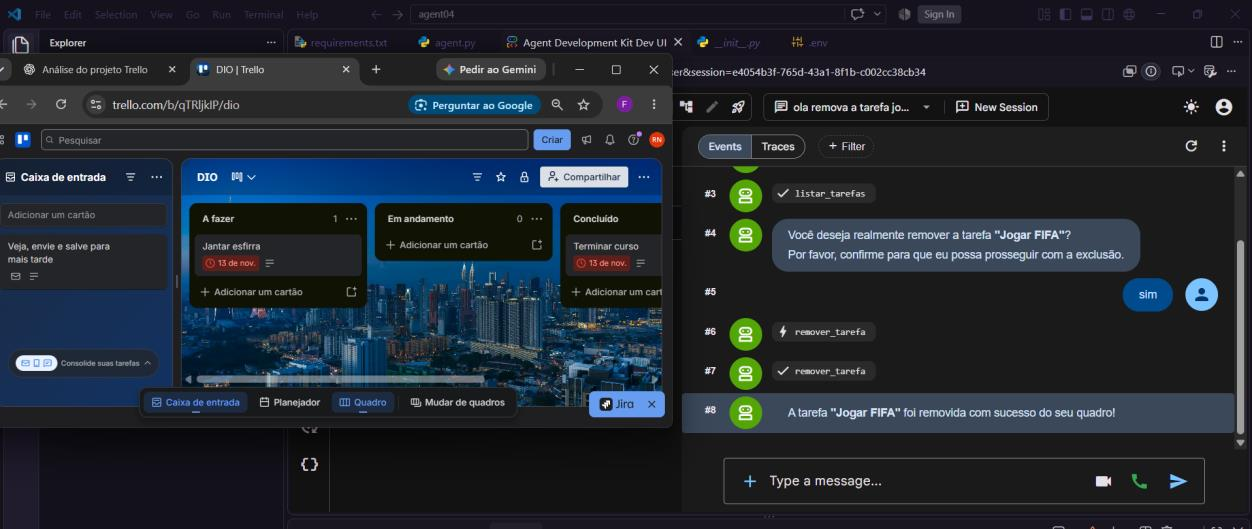 File Edit Selection View Go Run Terminal Help
agent04
Sign In
Explorer
requirements.txt
agent.py
Agent Development Kit Dev UI
__init__.py
.env
Análise do projeto Trello
DIO | Trello
Pedir ao Gemini
ser&session=e4054b3f-765d-43a1-8f1b-c002cc38cb34
trello.com/b/qTRljkIP/dio
Perguntar ao Google
F
ola remova a tarefa jo...
New Session
Pesquisar
Criar
RN
Events
Traces
Filter
Caixa de entrada
DIO
Compartilhar
Adicionar um cartão
Veja, envie e salve para
mais tarde
Consolide suas tarefas
A fazer
1
Jantar esfirra
13 de nov.
Adicionar um cartão
Em andamento
0
Adicionar um cartão
Concluído
Terminar curso
13 de nov.
Adicionar um cart
Caixa de entrada
Planejador
Quadro
Mudar de quadros
Jira
#3
listar_tarefas
#4
Você deseja realmente remover a tarefa "Jogar FIFA"?
Por favor, confirme para que eu possa prosseguir com a exclusão.
#5
sim
#6
remover_tarefa
#7
remover_tarefa
#8
A tarefa "Jogar FIFA" foi removida com sucesso do seu quadro!
Type a message...